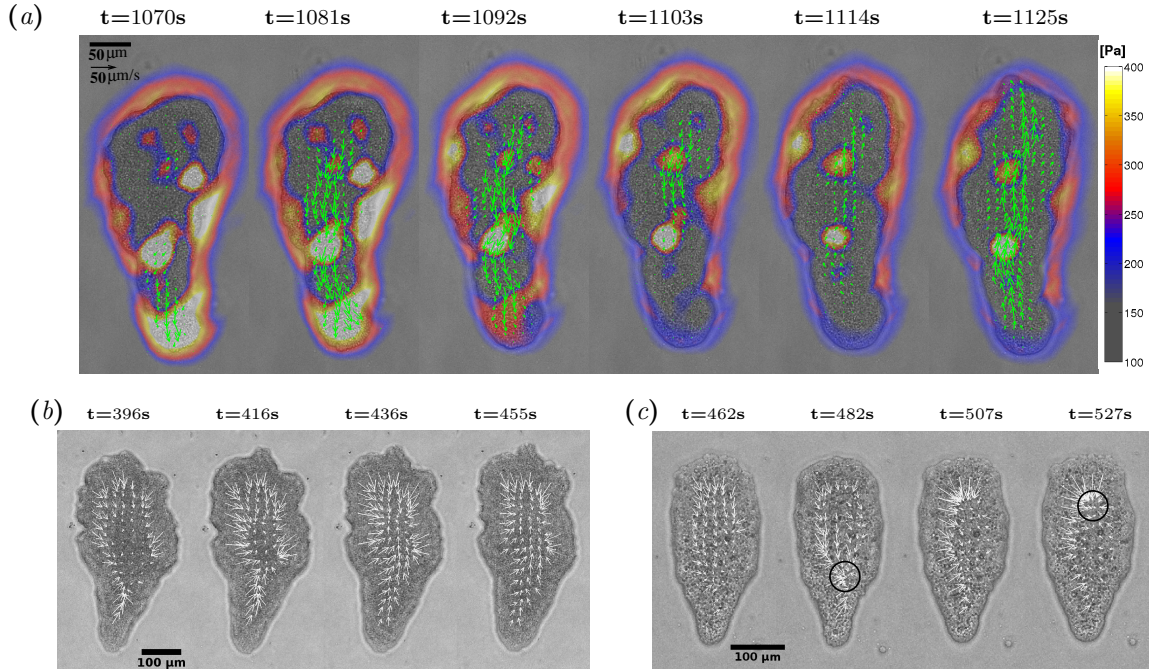 (a)
t=1070s t=1081s t=1092s t=1103s t=1114s t=1125s
50μm
50μm/s
[Pa]
400
350
300
250
200
150
100
(b)
t=396s t=416s t=436s t=455s
100 μm
(c)
t=462s t=482s t=507s t=527s
100 μm